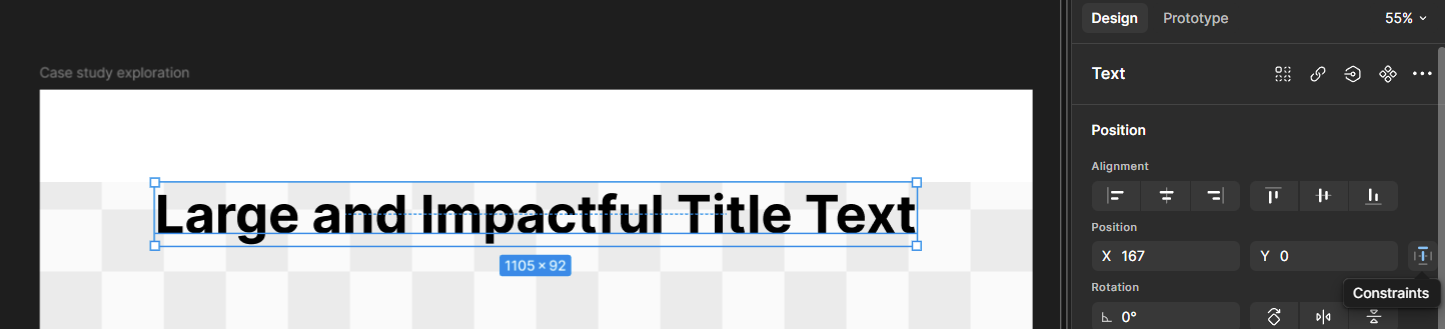 Design Prototype 55%
Case study exploration
Text
Position
Alignment
Large and Impactful Title Text
Position
X 167 Y 0
1105 × 92
Rotation
Constraints
0°